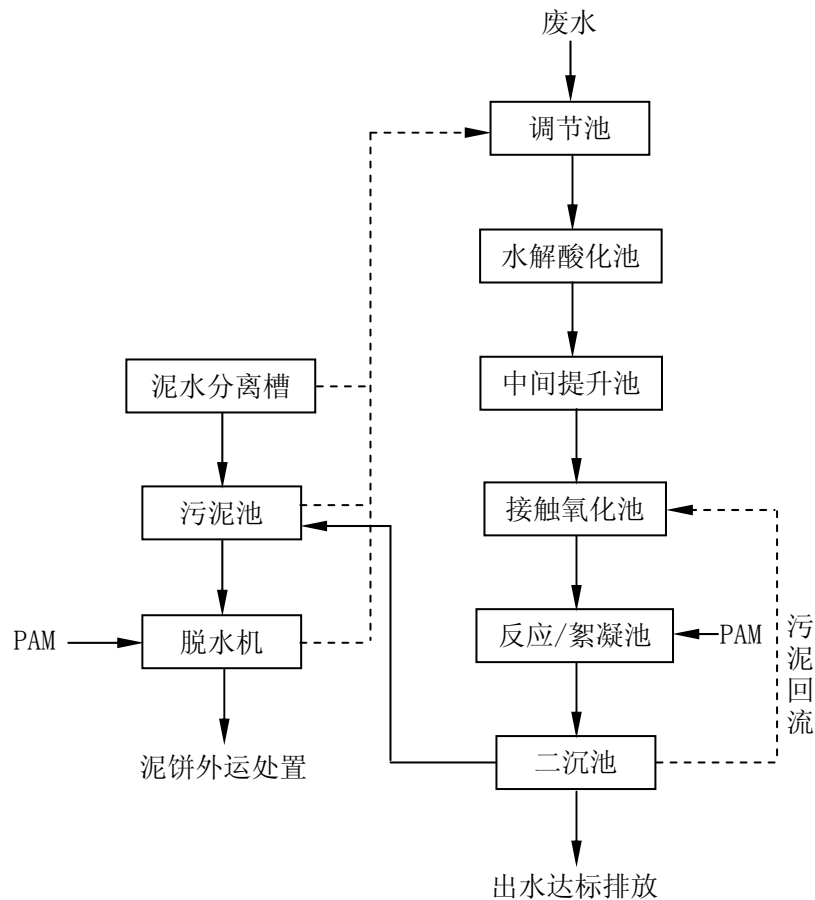 废水
调节池
水解酸化池
中间提升池
泥水分离槽
接触氧化池
污泥池
反应/絮凝池
PAM
脱水机
PAM
污泥回流
二沉池
泥饼外运处置
出水达标排放